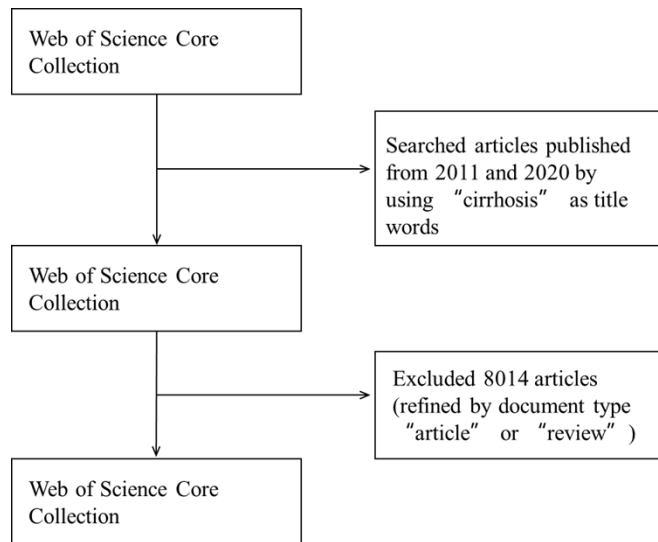 Web of Science Core
Collection
Searched articles published
from 2011 and 2020 by
using “cirrhosis” as title
words
Web of Science Core
Collection
Excluded 8014 articles
(refined by document type
“article” or “review”)
Web of Science Core
Collection